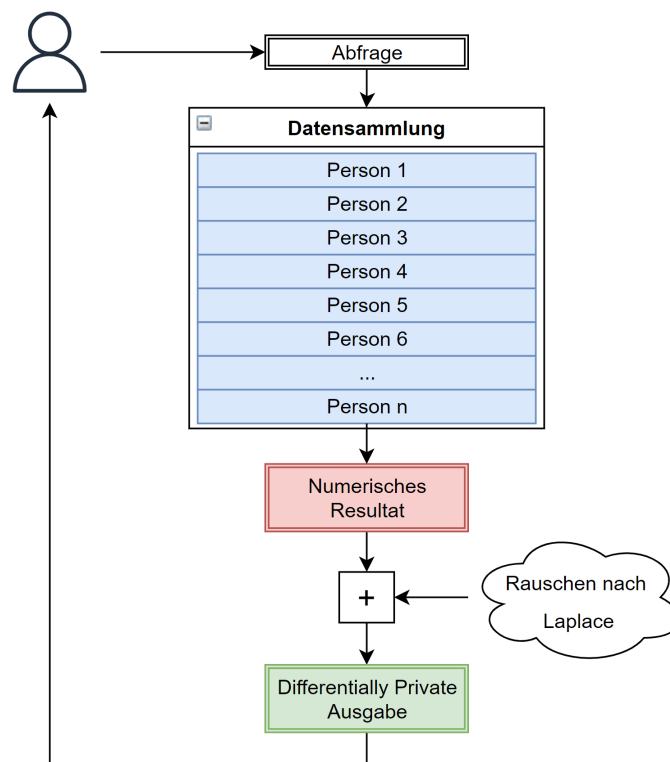 Abfrage
Datensammlung
Person 1
Person 2
Person 3
Person 4
Person 5
Person 6
...
Person n
Numerisches
Resultat
+
Rauschen nach
Laplace
Differentially Private
Ausgabe